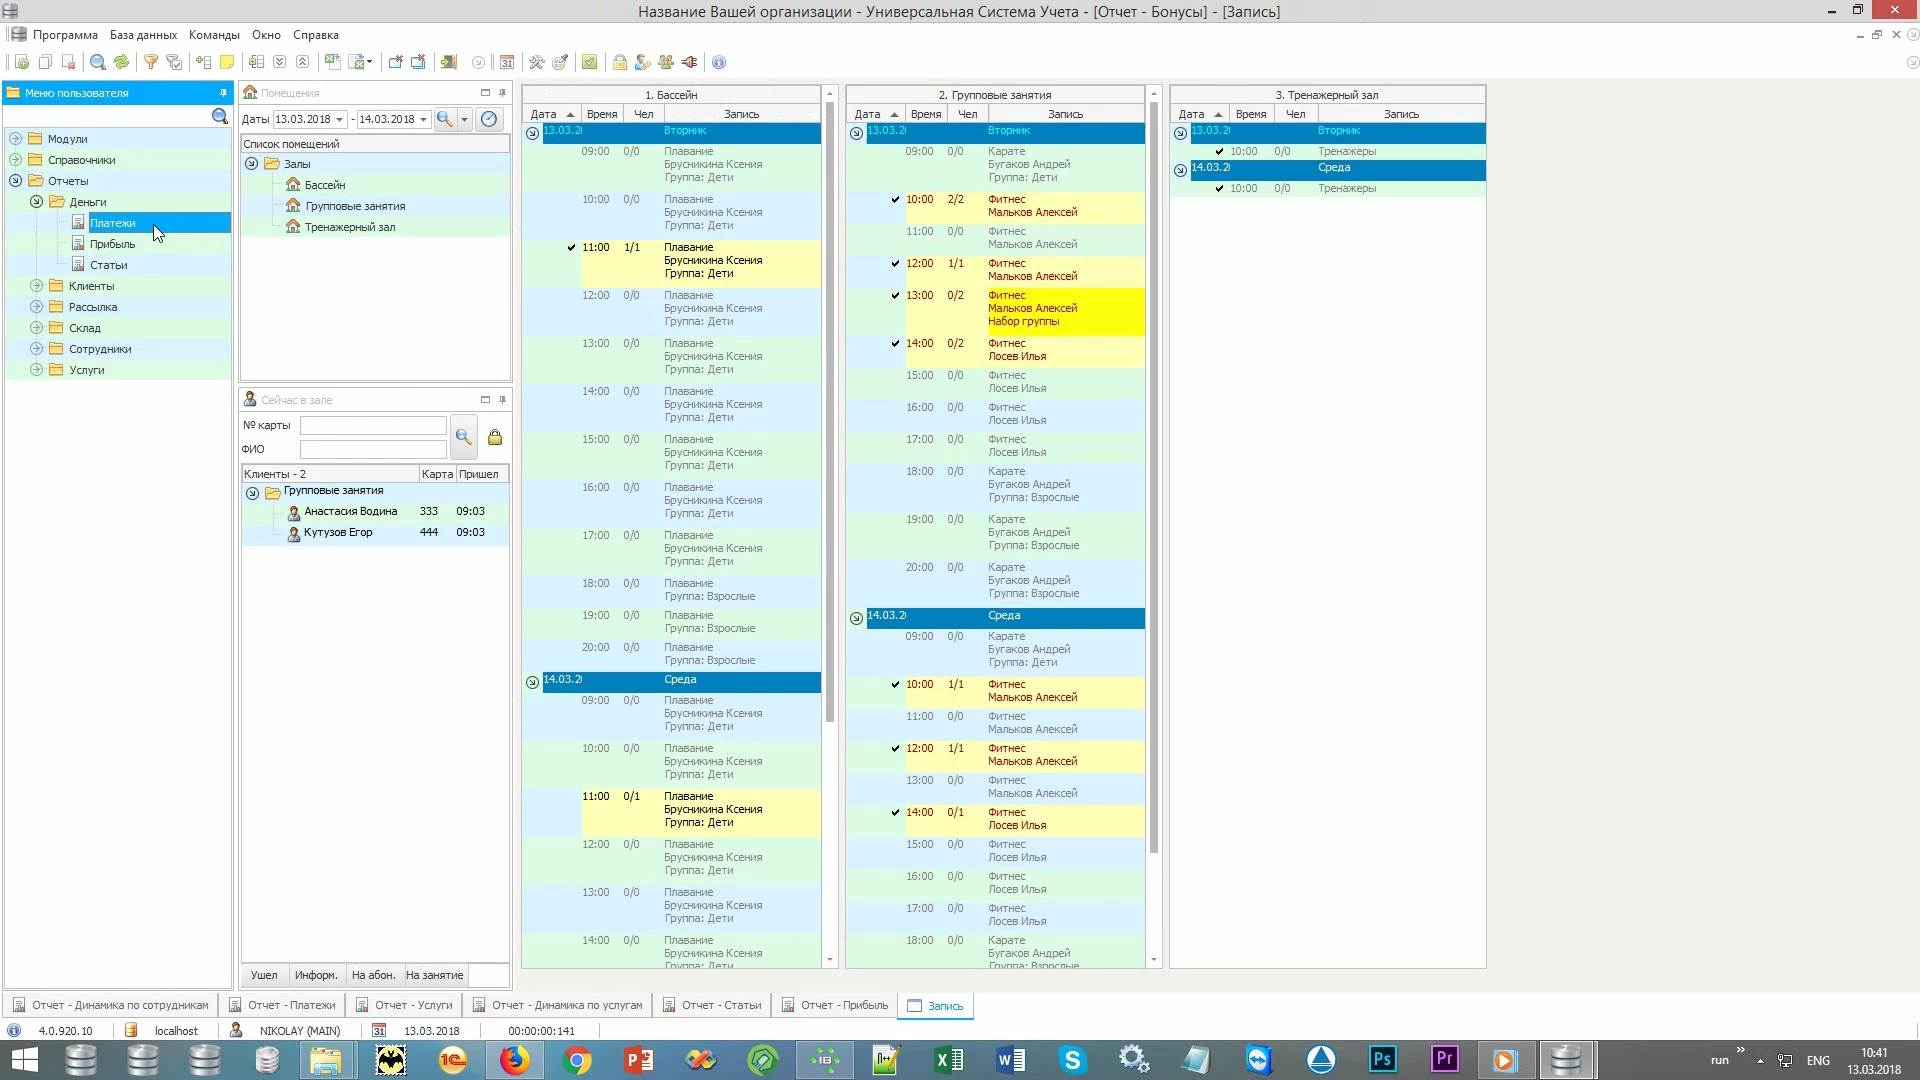 Название Вашей организации - Универсальная Система Учета - [Отчет - Бонусы] - [Запись]
Программа База данных Команды Окно Справка
Меню пользователя
Модули
Справочники
Отчеты
Деньги
Платежи
Прибыль
Статьи
Клиенты
Рассылка
Склад
Сотрудники
Услуги
Помещения
Даты 13.03.2018 - 14.03.2018
Список помещений
Залы
Бассейн
Групповые занятия
Тренажерный зал
Сейчас в зале
№ карты
ФИО
Клиенты - 2 Карта Пришел
Групповые занятия
Анастасия Водина 333 09:03
Кутузов Егор 444 09:03
Ушел Информ. На абон. На занятие
1. Бассейн
Дата Время Чел Запись
13.03.2 Вторник
09:00 0/0 Плавание
Брусникина Ксения
Группа: Дети
10:00 0/0 Плавание
Брусникина Ксения
Группа: Дети
11:00 1/1 Плавание
Брусникина Ксения
Группа: Дети
12:00 0/0 Плавание
Брусникина Ксения
Группа: Дети
13:00 0/0 Плавание
Брусникина Ксения
Группа: Дети
14:00 0/0 Плавание
Брусникина Ксения
Группа: Дети
15:00 0/0 Плавание
Брусникина Ксения
Группа: Дети
16:00 0/0 Плавание
Брусникина Ксения
Группа: Дети
17:00 0/0 Плавание
Брусникина Ксения
Группа: Дети
18:00 0/0 Плавание
Группа: Взрослые
19:00 0/0 Плавание
Группа: Взрослые
20:00 0/0 Плавание
Группа: Взрослые
14.03.2 Среда
09:00 0/0 Плавание
Брусникина Ксения
Группа: Дети
10:00 0/0 Плавание
Брусникина Ксения
Группа: Дети
11:00 0/1 Плавание
Брусникина Ксения
Группа: Дети
12:00 0/0 Плавание
Брусникина Ксения
Группа: Дети
13:00 0/0 Плавание
Брусникина Ксения
Группа: Дети
14:00 0/0 Плавание
Брусникина Ксения
Группа: Дети
2. Групповые занятия
Дата Время Чел Запись
13.03.2 Вторник
09:00 0/0 Карате
Бугаков Андрей
Группа: Дети
10:00 2/2 Фитнес
Мальков Алексей
11:00 0/0 Фитнес
Мальков Алексей
12:00 1/1 Фитнес
Мальков Алексей
13:00 0/2 Фитнес
Мальков Алексей
Набор группы
14:00 0/2 Фитнес
Лосев Илья
15:00 0/0 Фитнес
Лосев Илья
16:00 0/0 Фитнес
Лосев Илья
17:00 0/0 Фитнес
Лосев Илья
18:00 0/0 Карате
Бугаков Андрей
Группа: Взрослые
19:00 0/0 Карате
Бугаков Андрей
Группа: Взрослые
20:00 0/0 Карате
Бугаков Андрей
Группа: Взрослые
14.03.2 Среда
09:00 0/0 Карате
Бугаков Андрей
Группа: Дети
10:00 1/1 Фитнес
Мальков Алексей
11:00 0/0 Фитнес
Мальков Алексей
12:00 1/1 Фитнес
Мальков Алексей
13:00 0/0 Фитнес
Мальков Алексей
14:00 0/1 Фитнес
Лосев Илья
15:00 0/0 Фитнес
Лосев Илья
16:00 0/0 Фитнес
Лосев Илья
17:00 0/0 Фитнес
Лосев Илья
18:00 0/0 Карате
Бугаков Андрей
Группа: Взрослые
3. Тренажерный зал
Дата Время Чел Запись
13.03.2 Вторник
10:00 0/0 Тренажеры
14.03.2 Среда
10:00 0/0 Тренажеры
Отчет - Динамика по сотрудникам Отчет - Платежи Отчет - Услуги Отчет - Динамика по услугам Отчет - Статьи Отчет - Прибыль Запись
4.0.920.10 localhost NIKOLAY (MAIN) 31 13.03.2018 00:00:00:141
run ENG 10:41
13.03.2018